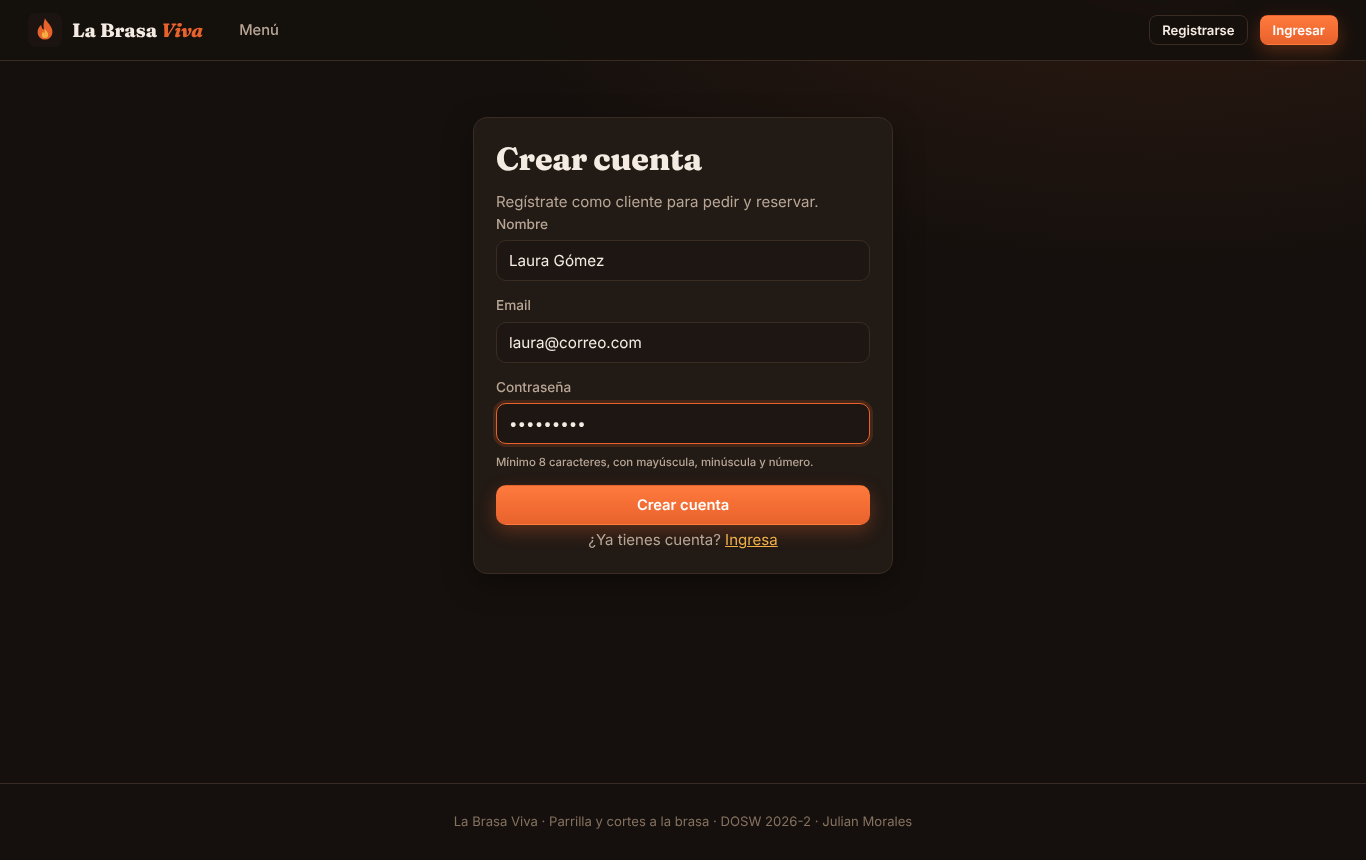 La Brasa Viva
Menú
Registrarse
Ingresar
Crear cuenta
Regístrate como cliente para pedir y reservar.
Nombre
Laura Gómez
Email
laura@correo.com
Contraseña
•••••••••
Mínimo 8 caracteres, con mayúscula, minúscula y número.
Crear cuenta
¿Ya tienes cuenta? Ingresa
La Brasa Viva · Parrilla y cortes a la brasa · DOSW 2026-2 · Julian Morales